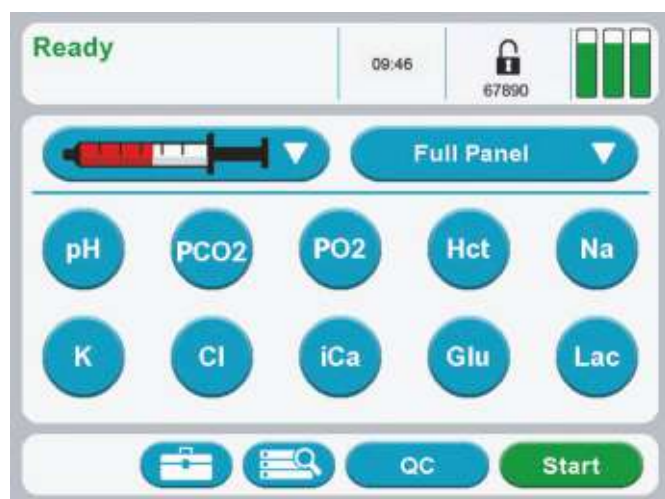 Ready
09:46
67890
Full Panel
pH PCO2 PO2 Hct Na
K Cl iCa Glu Lac
QC Start